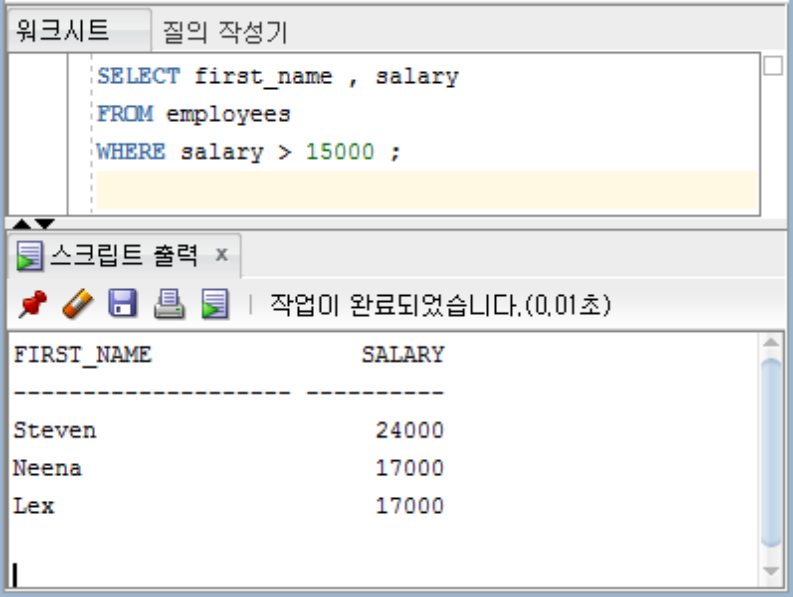 워크시트 질의 작성기
SELECT first_name , salary
FROM employees
WHERE salary > 15000 ;
스크립트 출력 x
작업이 완료되었습니다.(0,01초)
FIRST_NAME SALARY
-------------------- ----------
Steven 24000
Neena 17000
Lex 17000